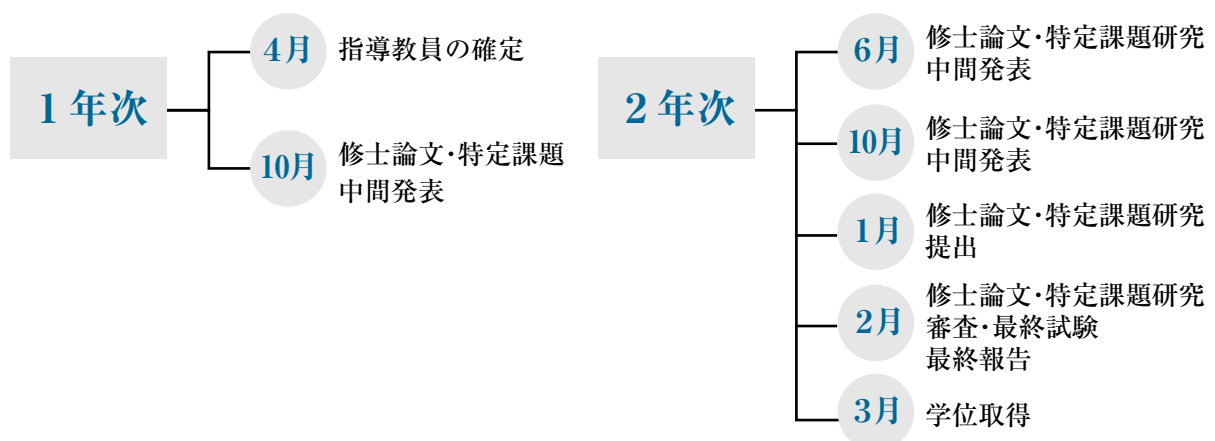 1年次
4月
指導教員の確定
10月
修士論文・特定課題
中間発表
2年次
6月
修士論文・特定課題研究
中間発表
10月
修士論文・特定課題研究
中間発表
1月
修士論文・特定課題研究
提出
2月
修士論文・特定課題研究
審査・最終試験
最終報告
3月
学位取得